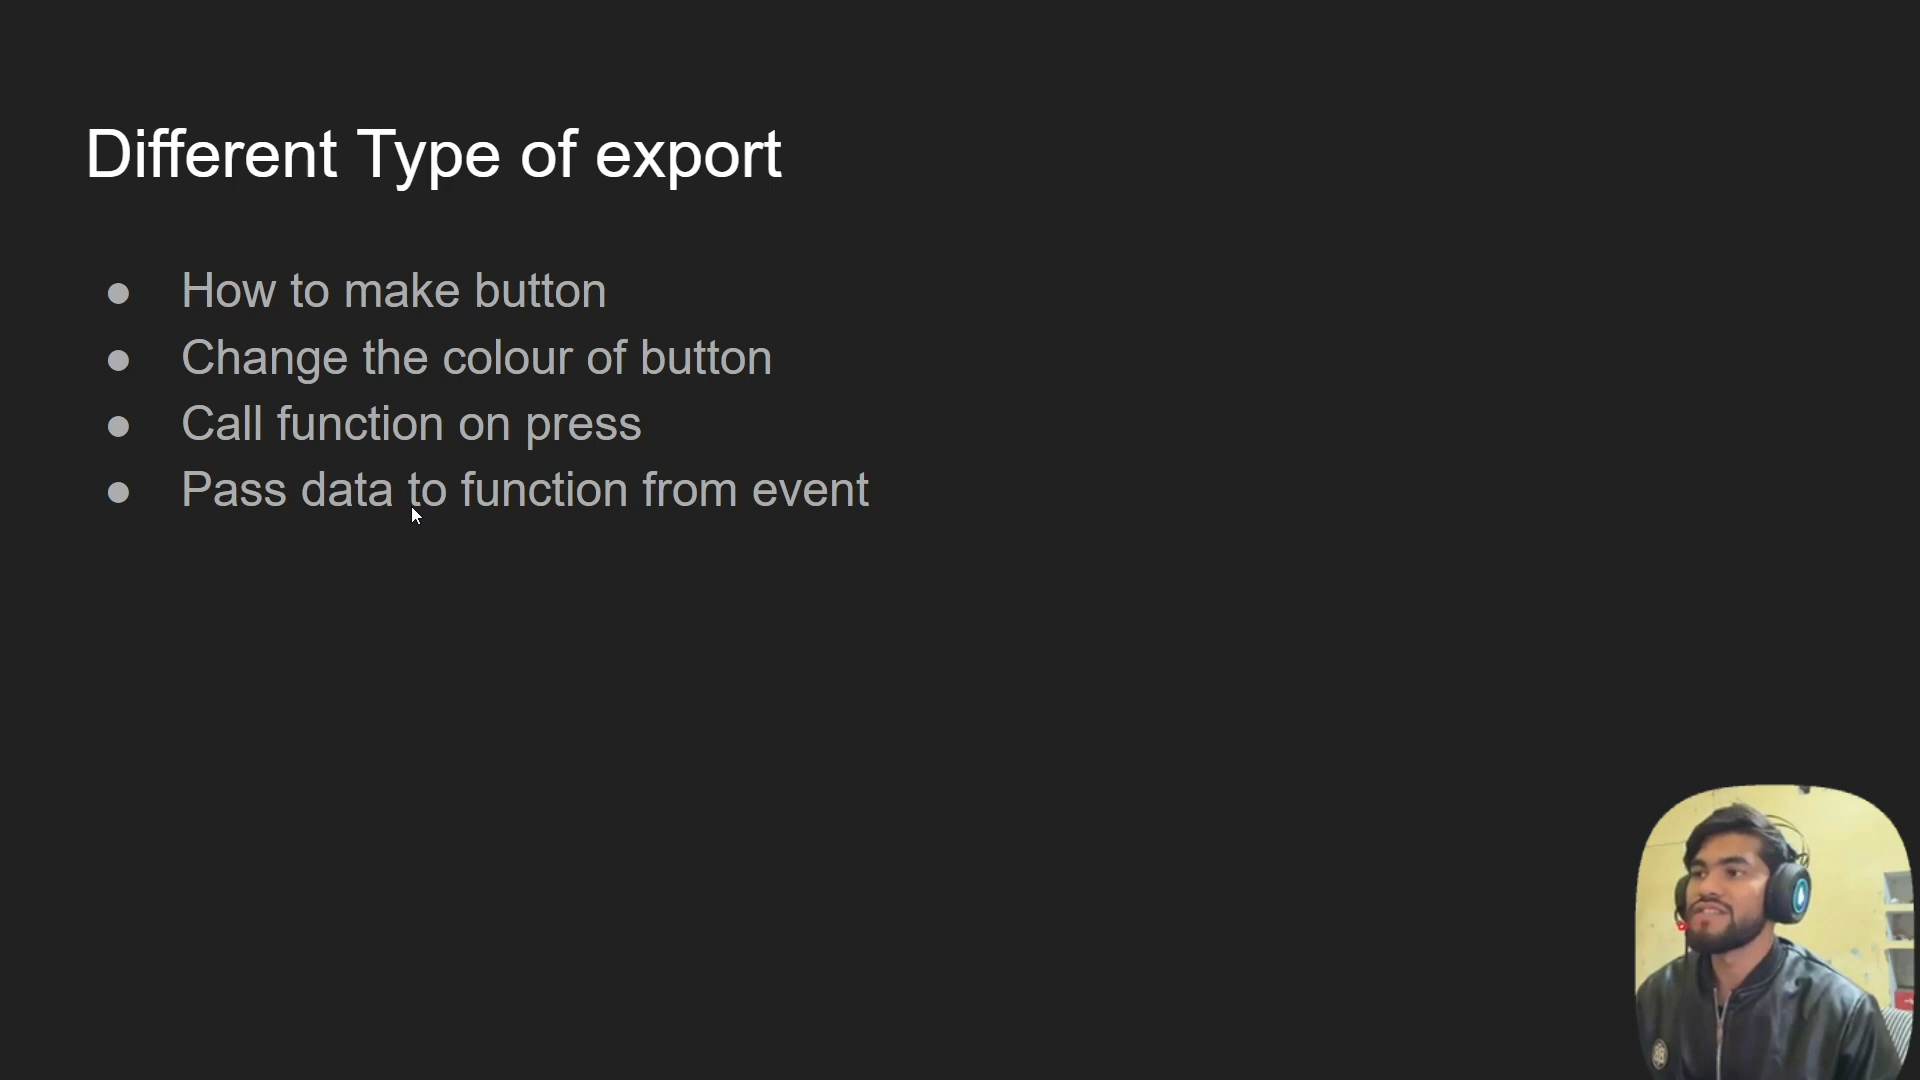 Different Type of export
How to make button
Change the colour of button
Call function on press
Pass data to function from event